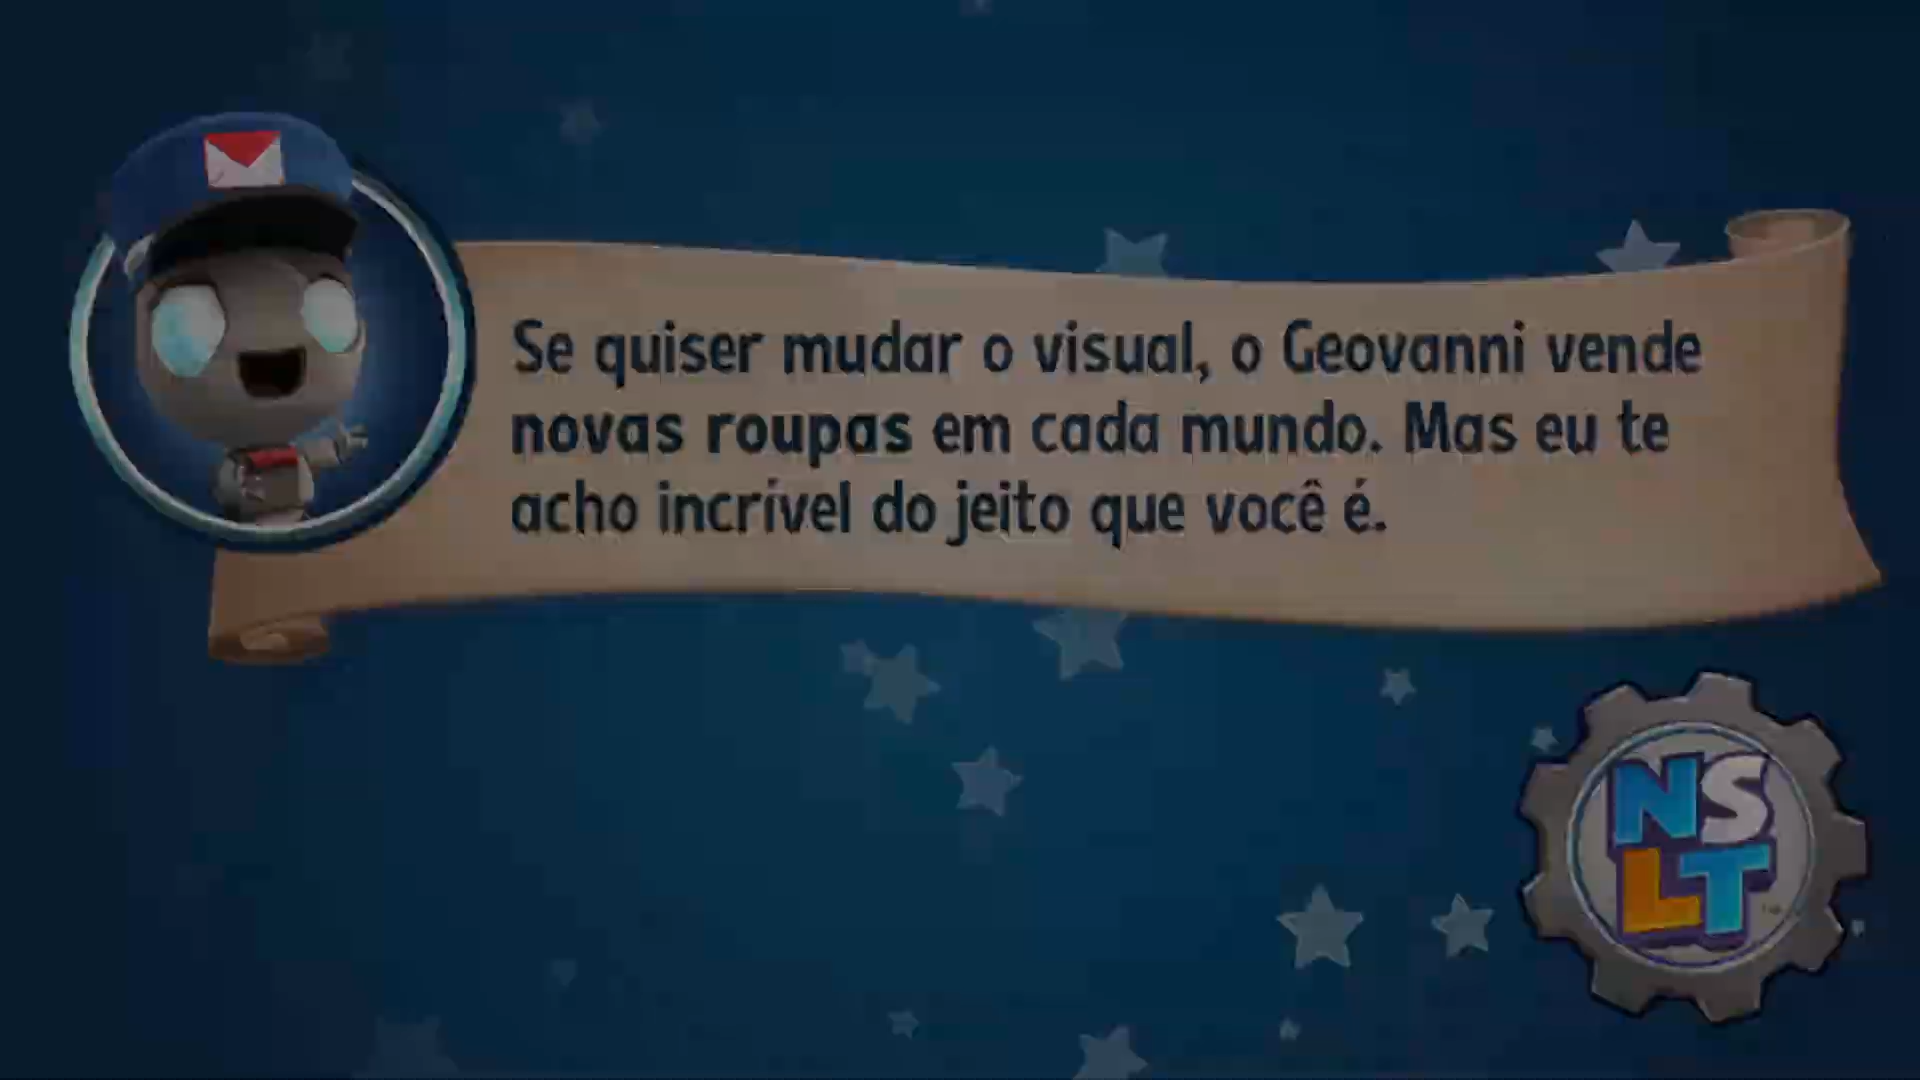 Se quiser mudar o visual, o Geovanni vende
novas roupas em cada mundo. Mas eu te
acho incrível do jeito que você é.
NS
LT